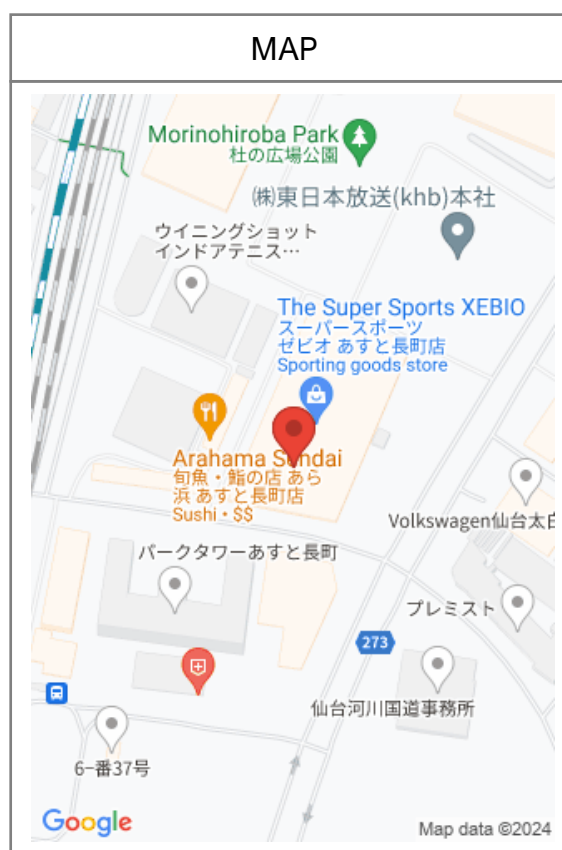 MAP
Morinohiroba Park
杜の広場公園
㈱東日本放送(khb)本社
ウイニングショット
インドアテニス…
The Super Sports XEBIO
スーパースポーツ
ゼビオ あすと長町店
Sporting goods store
Arahama Sendai
旬魚・鮨の店 あら
浜 あすと長町店
Sushi・$$
Volkswagen仙台太白
パークタワーあすと長町
プレミスト
273
仙台河川国道事務所
6−番37号
Google
Map data ©2024